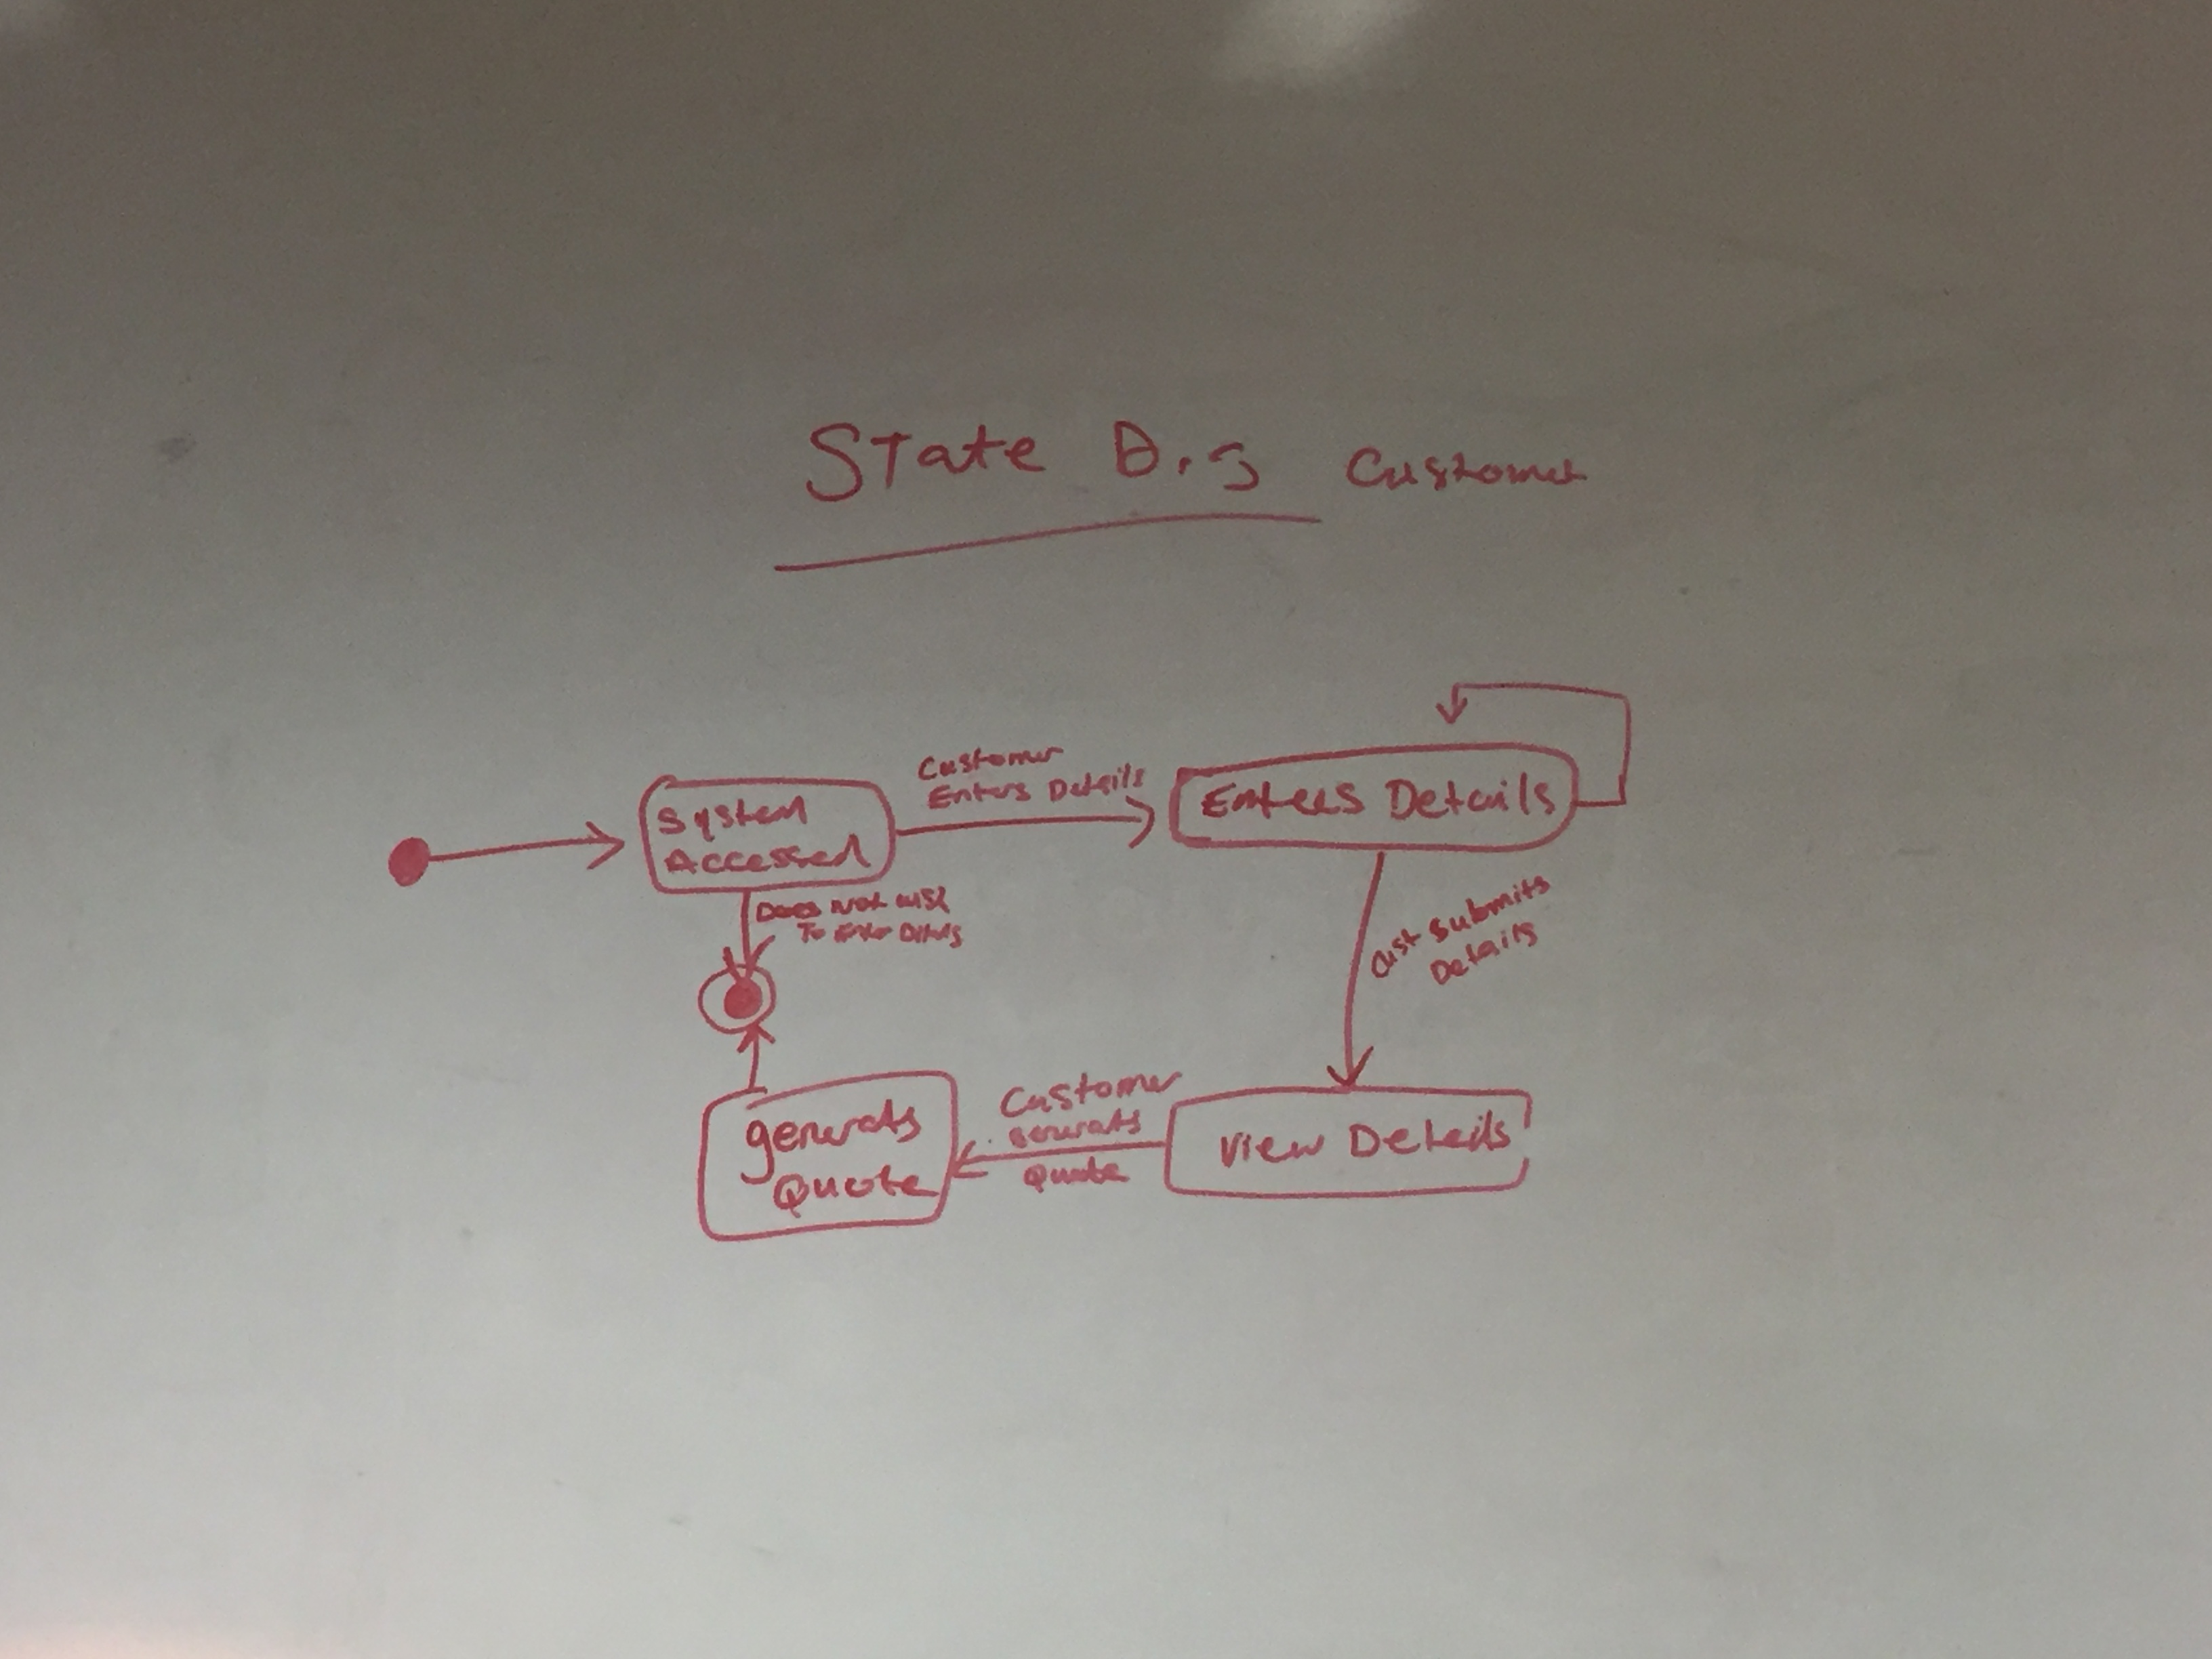 State D.g Customer
Customer
Enters Details
Enters Details
System
Accessed
Does Not wish
To Enter
Cust submits
Details
Customer
generats
Quote
generats
Quote
View Details